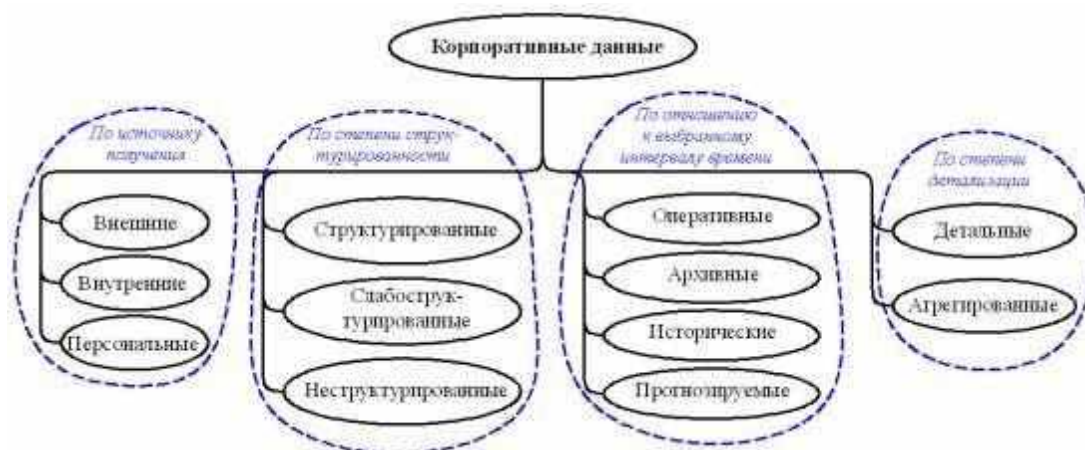 Корпоративные данные
По источнику
получения
Внешние
Внутренние
Персональные
По степени струк-
турированности
Структурированные
Слабострук-
турированные
Неструктурированные
По отношению
к выбранному
интервалу времени
Оперативные
Архивные
Исторические
Прогнозируемые
По степени
детализации
Детальные
Агрегированные